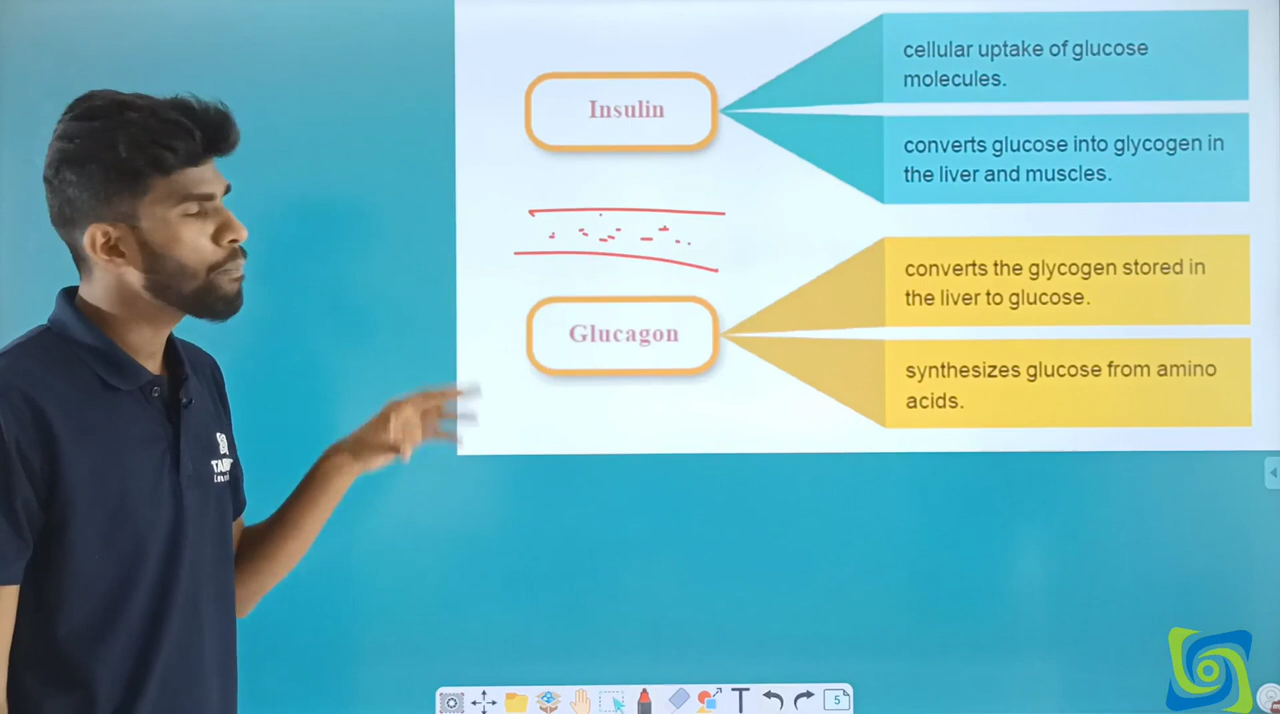 Insulin
cellular uptake of glucose
molecules.
converts glucose into glycogen in
the liver and muscles.
Glucagon
converts the glycogen stored in
the liver to glucose.
synthesizes glucose from amino
acids.
T
5